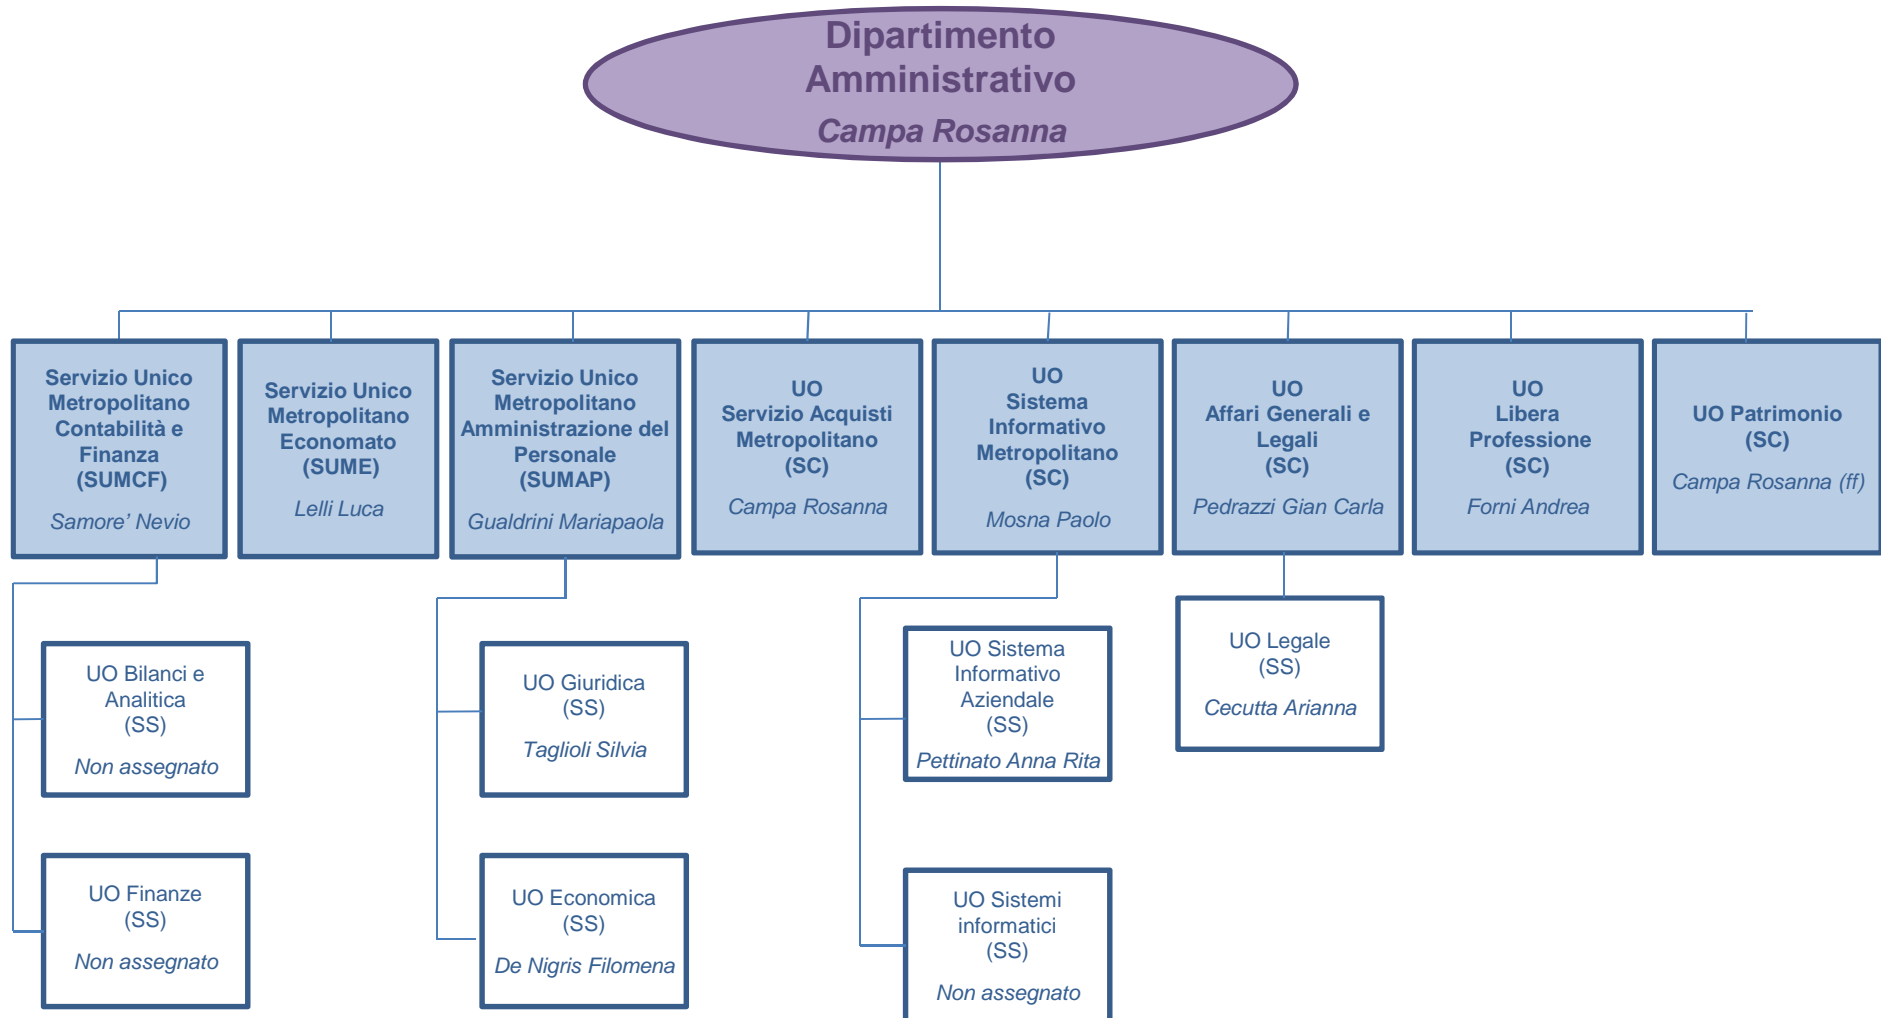 Dipartimento
Amministrativo
Campa Rosanna
Servizio Unico
Metropolitano
Contabilità e
Finanza
(SUMCF)
Samore’ Nevio
Servizio Unico
Metropolitano
Economato
(SUME)
Lelli Luca
Servizio Unico
Metropolitano
Amministrazione del
Personale
(SUMAP)
Gualdrini Mariapaola
UO
Servizio Acquisti
Metropolitano
(SC)
Campa Rosanna
UO
Sistema
Informativo
Metropolitano
(SC)
Mosna Paolo
UO
Affari Generali e
Legali
(SC)
Pedrazzi Gian Carla
UO
Libera
Professione
(SC)
Forni Andrea
UO Patrimonio
(SC)
Campa Rosanna (ff)
UO Bilanci e
Analitica
(SS)
Non assegnato
UO Giuridica
(SS)
Taglioli Silvia
UO Sistema
Informativo
Aziendale
(SS)
Pettinato Anna Rita
UO Legale
(SS)
Cecutta Arianna
UO Finanze
(SS)
Non assegnato
UO Economica
(SS)
De Nigris Filomena
UO Sistemi
informatici
(SS)
Non assegnato